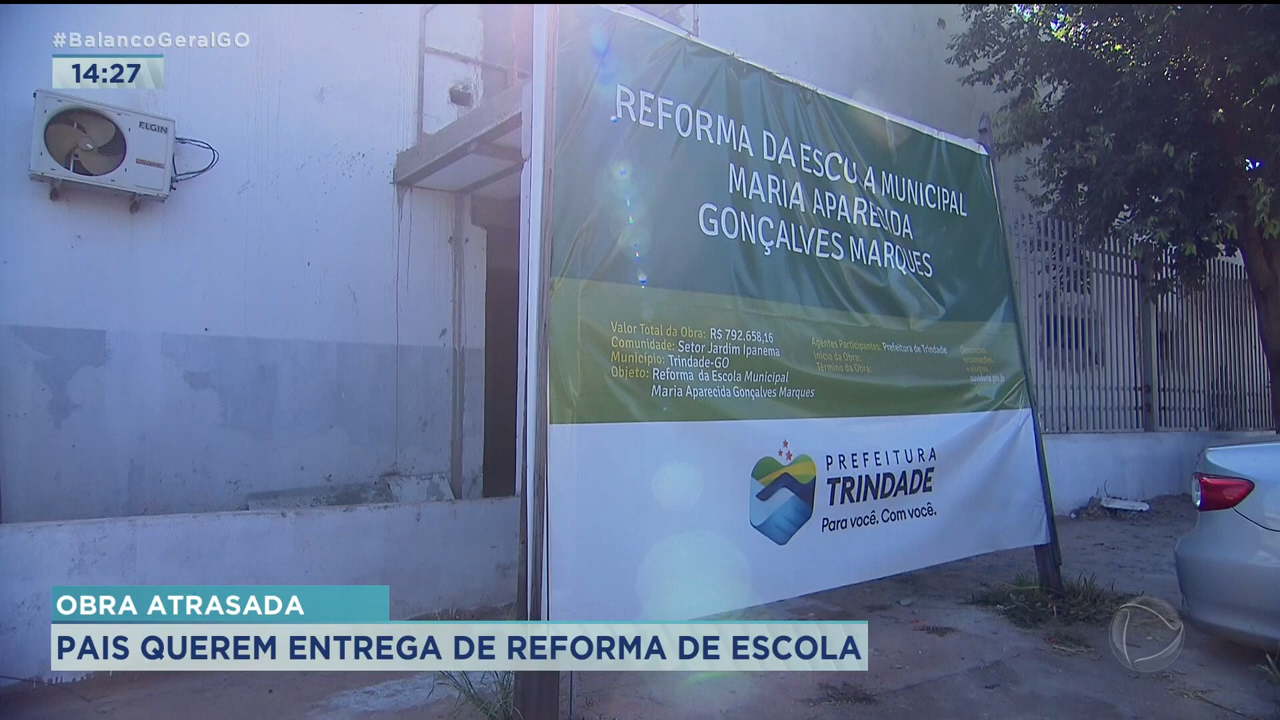 #BalancoGeralGO
14:27
ELGIN
REFORMA DA ESCU A MUNICIPAL
MARIA APARECIDA
GONÇALVES MARQUES
Valor Total da Obra: R$ 792.658,16
Comunidade: Setor Jardim Ipanema
Município: Trindade-GO
Objeto: Reforma da Escola Municipal
Maria Aparecida Gonçalves Marques
Agentes Participantes: Prefeitura de Trindade
Início da Obra:
Término da Obra:
PREFEITURA
TRINDADE
Para você. Com você.
OBRA ATRASADA
PAIS QUEREM ENTREGA DE REFORMA DE ESCOLA